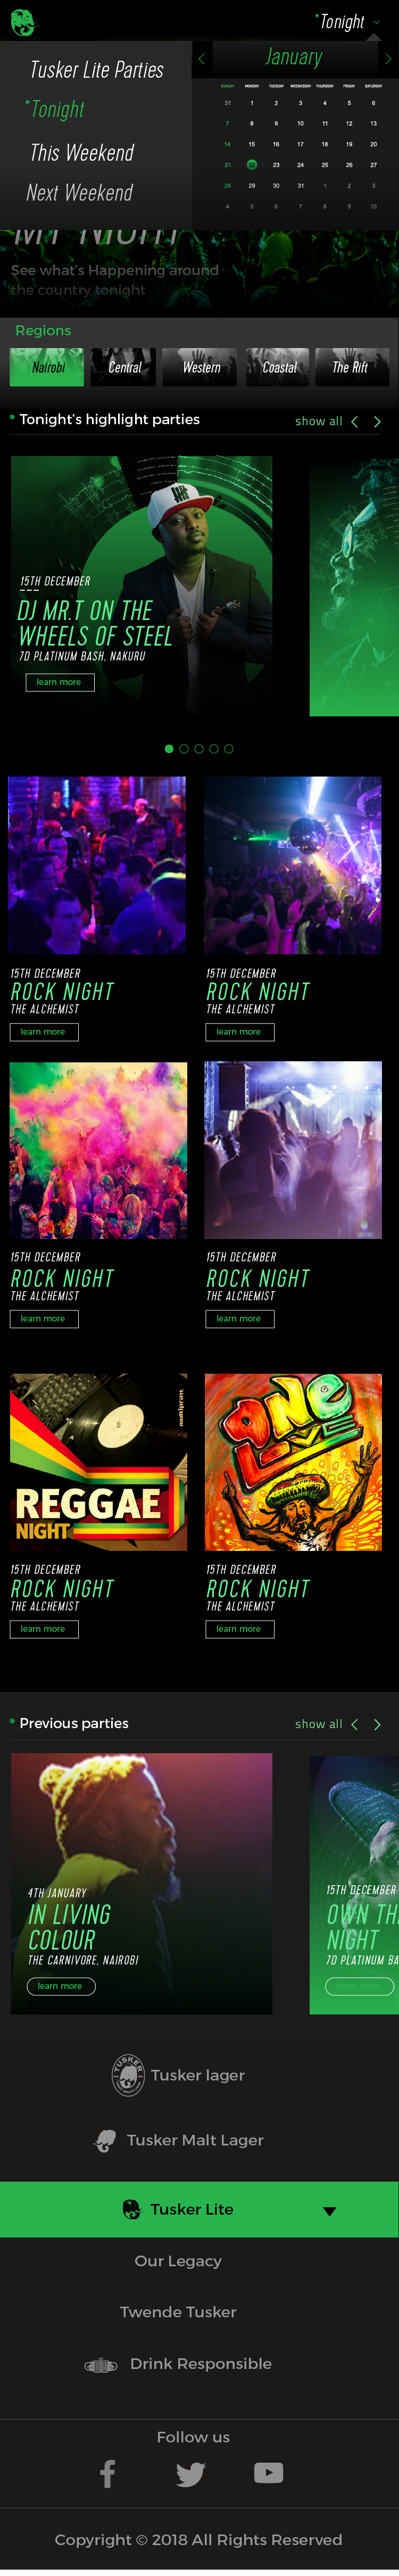 *Tonight
Tusker Lite Parties
*Tonight
This Weekend
Next Weekend
January
SUNDAY MONDAY TUESDAY WEDNESDAY THURSDAY FRIDAY SATURDAY
31 1 2 3 4 5 6
7 8 9 10 11 12 13
14 15 16 17 18 19 20
21 22 23 24 25 26 27
28 29 30 31 1 2 3
4 5 6 7 8 9 10
MY NIGHT
See what's Happening around
the country tonight
Regions
Nairobi Central Western Coastal The Rift
Tonight's highlight parties
show all
15TH DECEMBER
DJ MR.T ON THE
WHEELS OF STEEL
7D PLATINUM BASH, NAKURU
learn more
15TH DECEMBER
ROCK NIGHT
THE ALCHEMIST
learn more
15TH DECEMBER
ROCK NIGHT
THE ALCHEMIST
learn more
15TH DECEMBER
ROCK NIGHT
THE ALCHEMIST
learn more
15TH DECEMBER
ROCK NIGHT
THE ALCHEMIST
learn more
multiprint
REGGAE
NIGHT
15TH DECEMBER
ROCK NIGHT
THE ALCHEMIST
learn more
ONE
LOVE
15TH DECEMBER
ROCK NIGHT
THE ALCHEMIST
learn more
Previous parties
show all
4TH JANUARY
IN LIVING
COLOUR
THE CARNIVORE, NAIROBI
learn more
15TH DECEMBER
OWN TH
NIGHT
7D PLATINUM BA
learn more
TUSKER
Tusker lager
Tusker Malt Lager
Tusker Lite
Our Legacy
Twende Tusker
Drink Responsible
Follow us
Copyright © 2018 All Rights Reserved